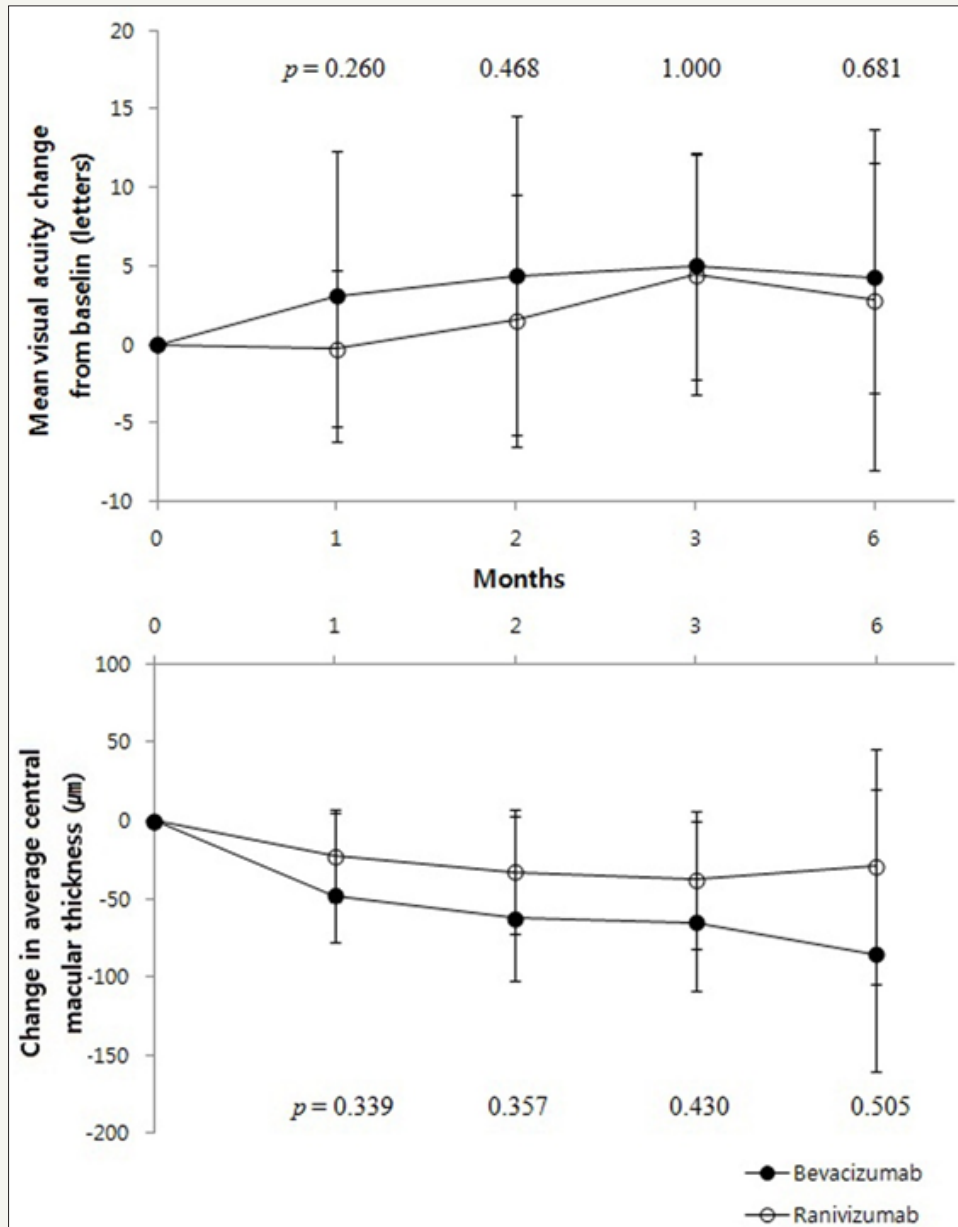 Mean visual acuity change
from baselin (letters)
20
15
10
5
0
-5
-10
p = 0.260 0.468 1.000 0.681
0 1 2 3 6
Months
0 1 2 3 6
Change in average central
macular thickness (㎛)
100
50
0
-50
-100
-150
-200
p = 0.339 0.357 0.430 0.505
Bevacizumab
Ranivizumab